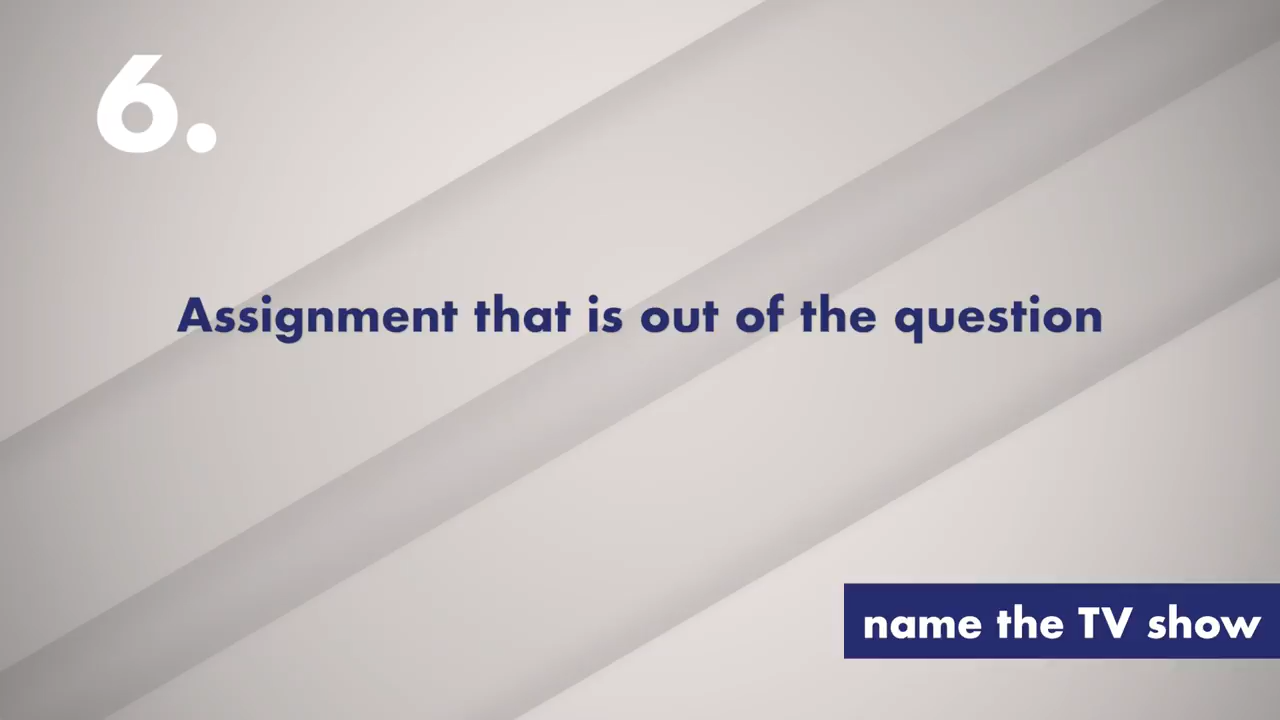 6.
Assignment that is out of the question
name the TV show